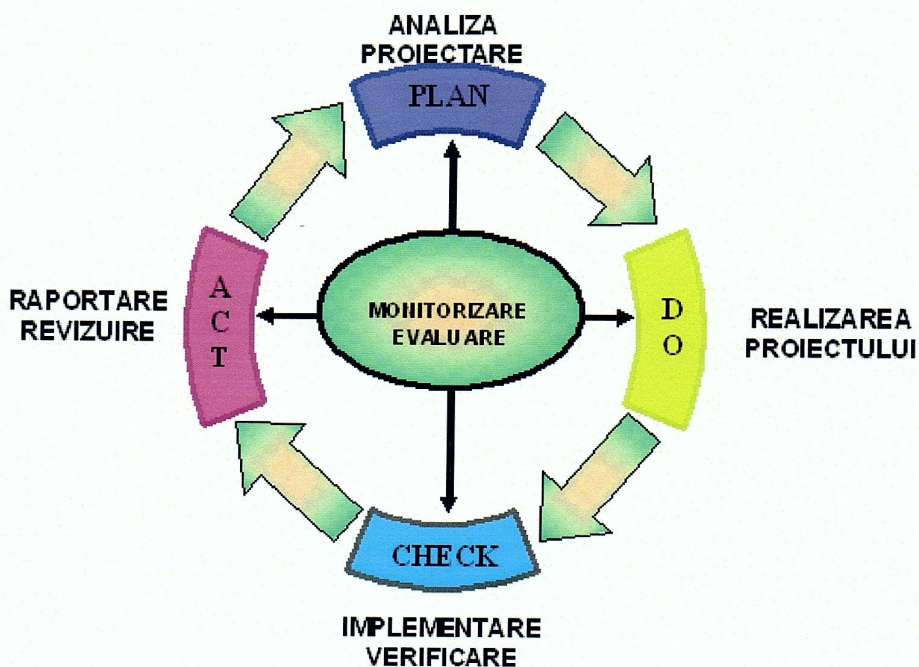 ANALIZA
PROIECTARE
PLAN
A
C
T
RAPORTARE
REVIZUIRE
MONITORIZARE
EVALUARE
D
O
REALIZAREA
PROIECTULUI
CHECK
IMPLEMENTARE
VERIFICARE